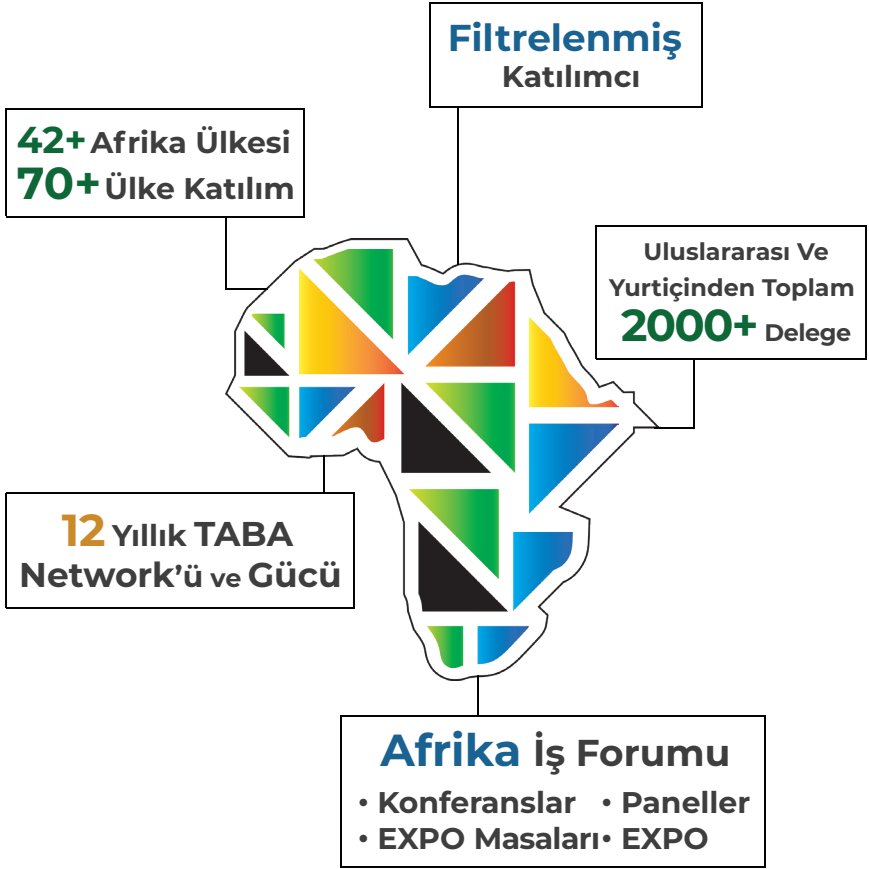 Filtrelenmiş
Katılımcı
42+ Afrika Ülkesi
70+ Ülke Katılım
Uluslararası Ve
Yurtiçinden Toplam
2000+ Delege
12 Yıllık TABA
Network’ü ve Gücü
Afrika İş Forumu
• Konferanslar • Paneller
• EXPO Masaları • EXPO